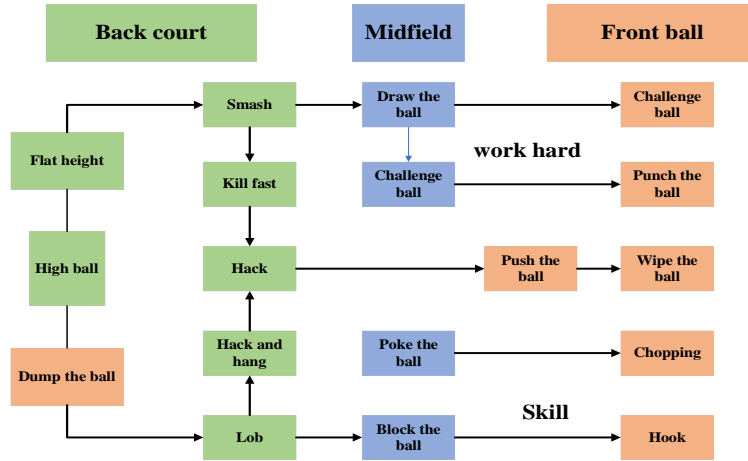 Back court
Midfield
Front ball
Smash
Draw the
ball
Challenge
ball
Flat height
work hard
Kill fast
Challenge
ball
Punch the
ball
High ball
Hack
Push the
ball
Wipe the
ball
Dump the ball
Hack and
hang
Poke the
ball
Chopping
Skill
Lob
Block the
ball
Hook